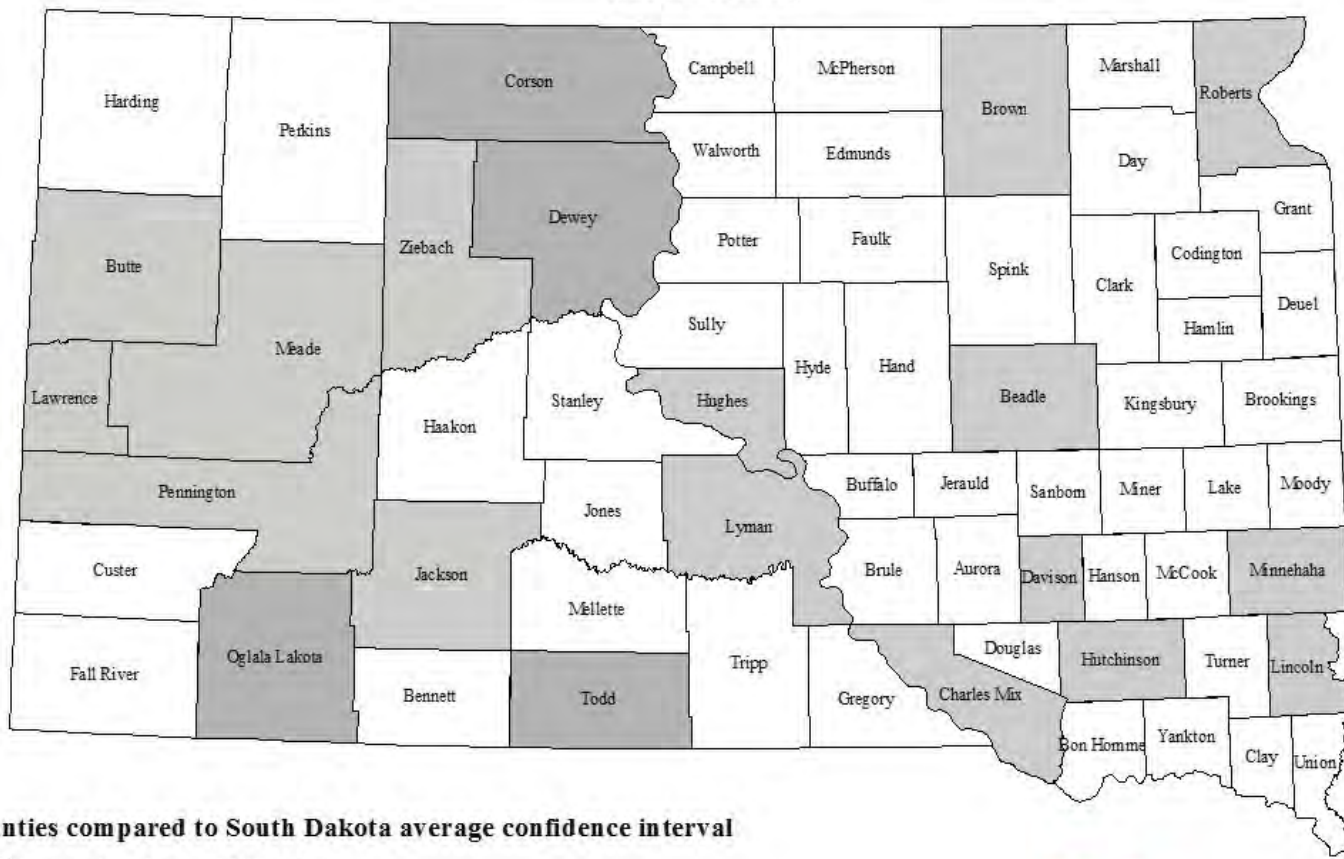 Harding
Perkins
Corson
Campbell
McPherson
Brown
Marshall
Roberts
Walworth
Edmunds
Day
Grant
Butte
Ziebach
Dewey
Potter
Faulk
Spink
Clark
Codington
Deuel
Hamlin
Meade
Sully
Hyde
Hand
Lawrence
Haakon
Stanley
Hughes
Beadle
Kingsbury
Brookings
Pennington
Jones
Lyman
Buffalo
Jerauld
Sanborn
Miner
Lake
Moody
Custer
Jackson
Mellette
Brule
Aurora
Davison
Hanson
McCook
Minnehaha
Fall River
Oglala Lakota
Bennett
Todd
Tripp
Gregory
Douglas
Charles Mix
Hutchinson
Turner
Lincoln
Bon Homme
Yankton
Clay
Union
nties compared to South Dakota average confidence interval